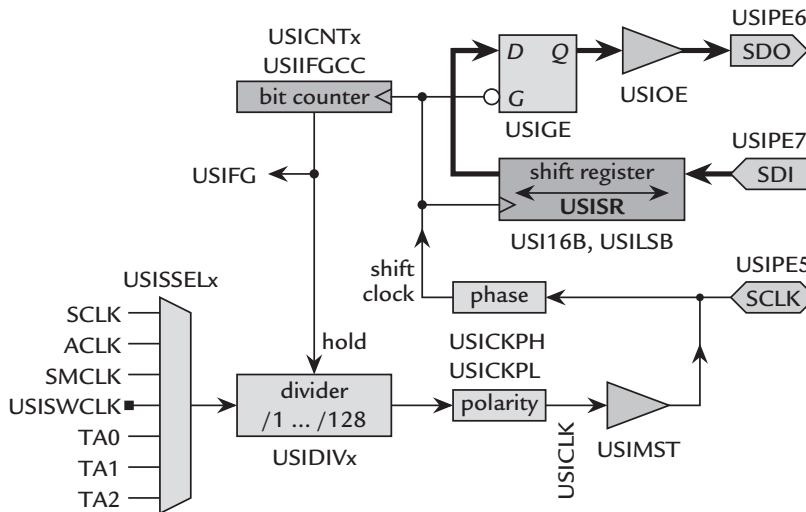 USICNTx
USIIFGCC
bit counter
D
Q
G
USIGE
USIOE
USIPE6
SDO
USIPE7
SDI
USIFG
shift register
USISR
USI16B, USILSB
USISSELx
SCLK
ACLK
SMCLK
USISWCLK
TA0
TA1
TA2
shift
clock
phase
USIPE5
SCLK
hold
divider
/1 ... /128
USIDIVx
USICKPH
USICKPL
polarity
USICLK
USIMST